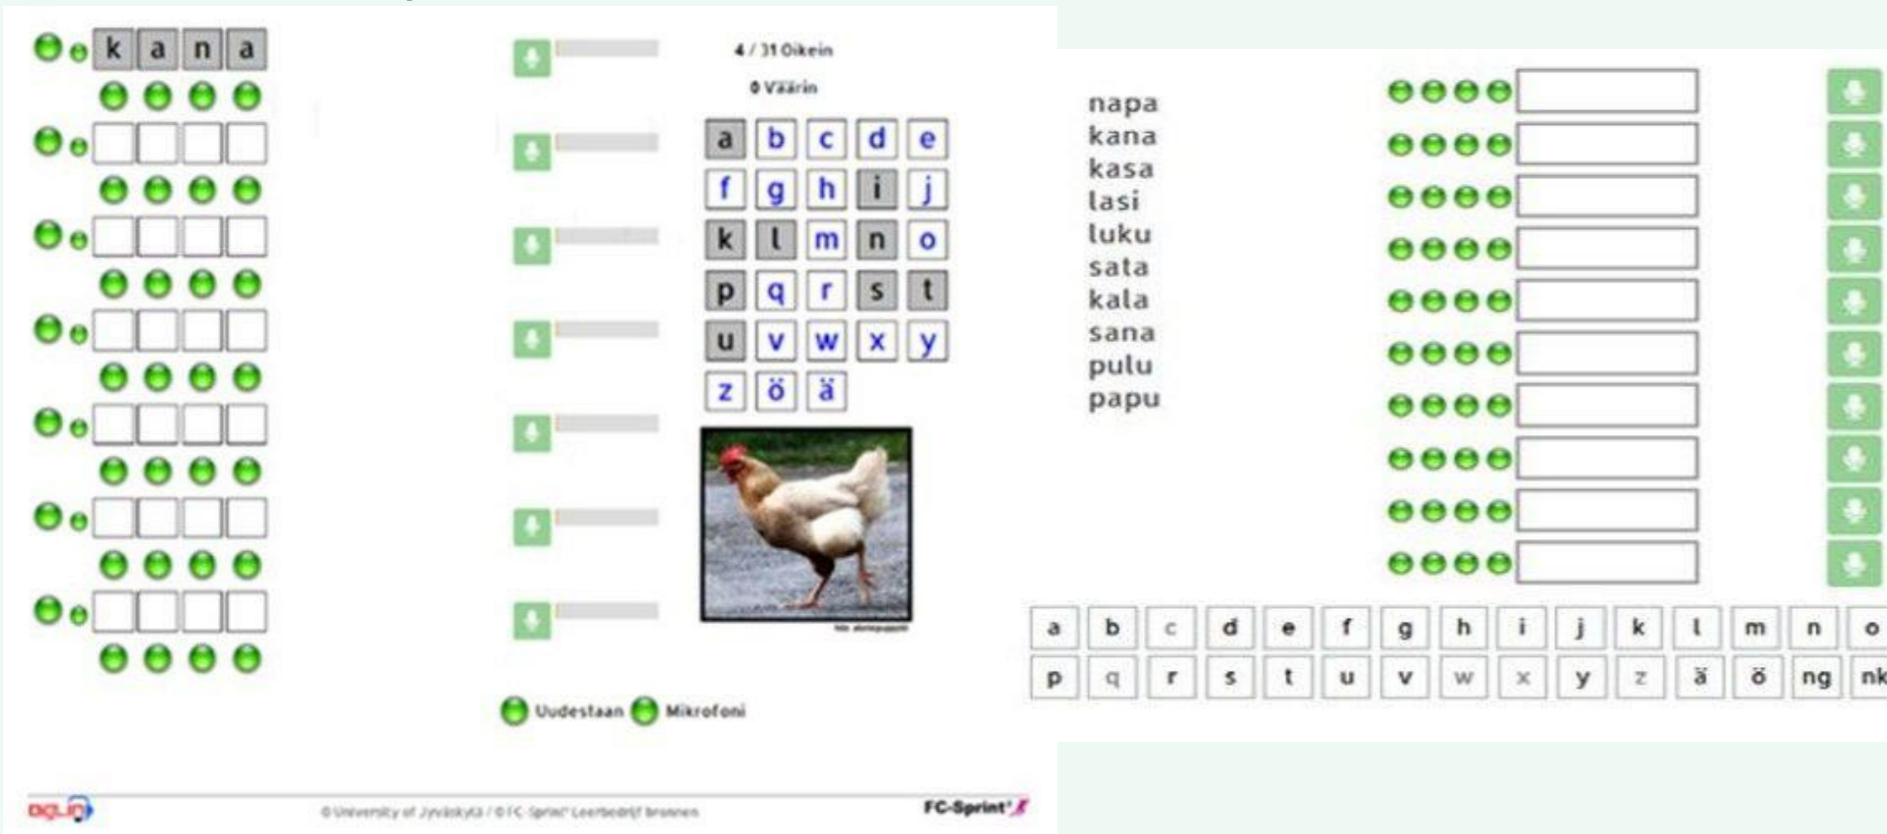 k a n a
4 / 31 Oikein
0 Väärin
a b c d e
f g h i j
k l m n o
p q r s t
u v w x y
z ö ä
Uudestaan Mikrofoni
© University of Jyväskylä / © FC-Sprint² Leerbedrijf bronnen
FC-Sprint²
napa
kana
kasa
lasi
luku
sata
kala
sana
pulu
papu
a b c d e f g h i j k l m n o
p q r s t u v w x y z ä ö ng nk